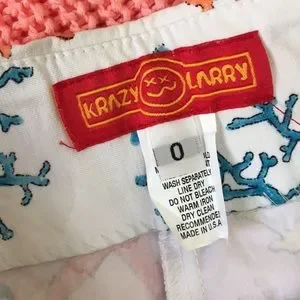 KRAZY LARRY
0
WASH SEPARATELY
LINE DRY
DO NOT BLEACH
WARM IRON
DRY CLEAN
RECOMMENDED
MADE IN U.S.A